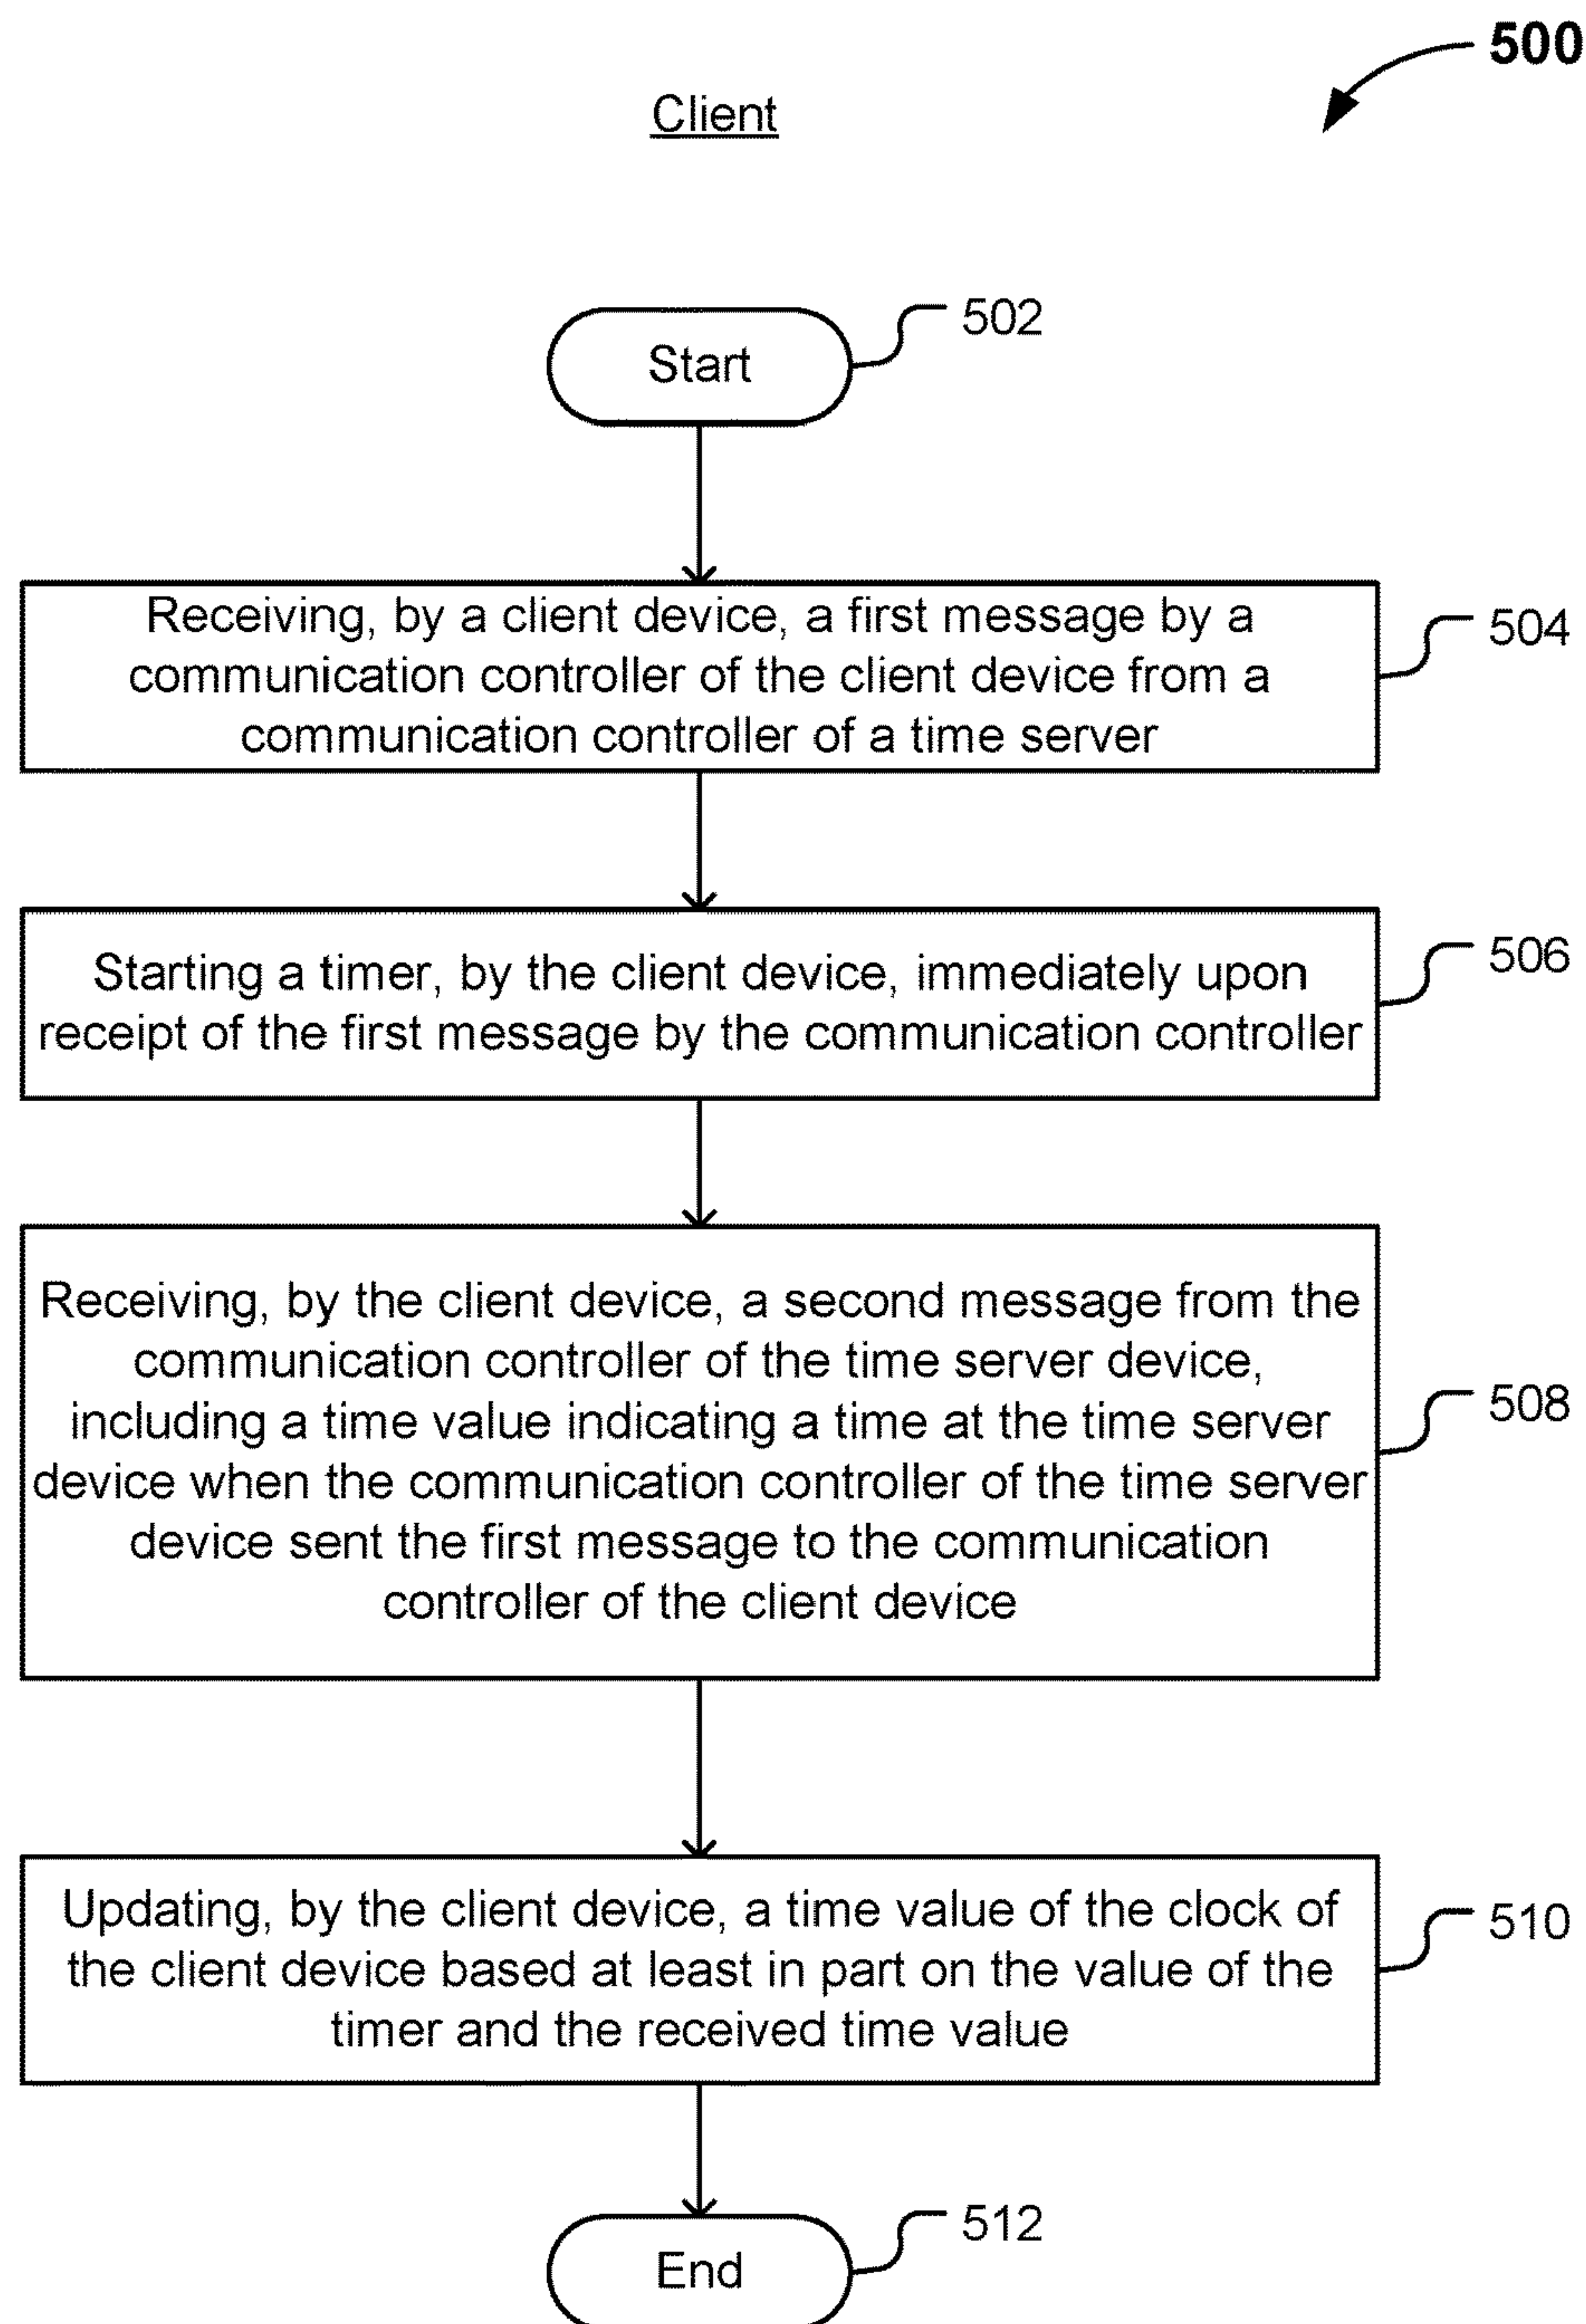 500
Client
Start
502
Receiving, by a client device, a first message by a
communication controller of the client device from a
communication controller of a time server
504
Starting a timer, by the client device, immediately upon
receipt of the first message by the communication controller
506
Receiving, by the client device, a second message from the
communication controller of the time server device,
including a time value indicating a time at the time server
device when the communication controller of the time server
device sent the first message to the communication
controller of the client device
508
Updating, by the client device, a time value of the clock of
the client device based at least in part on the value of the
timer and the received time value
510
End
512